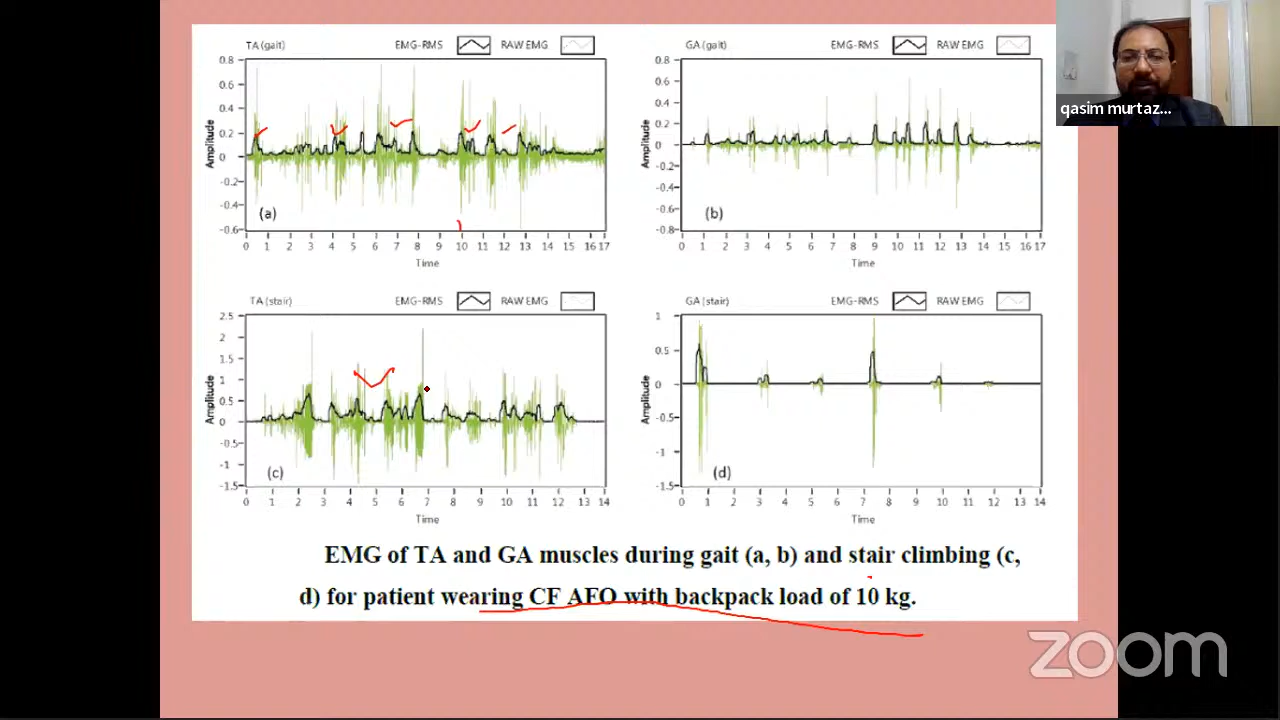 TA (gait) EMG-RMS RAW EMG
0.8
0.6
0.4
0.2
0
-0.2
-0.4
-0.6
Amplitude
(a)
0 1 2 3 4 5 6 7 8 9 10 11 12 13 14 15 16 17
Time
GA (gait) EMG-RMS RAW EMG
0.8
0.6
0.4
0.2
0
-0.2
-0.4
-0.6
-0.8
Amplitude
(b)
0 1 2 3 4 5 6 7 8 9 10 11 12 13 14 15 16 17
Time
qasim murtaz...
TA (stair) EMG-RMS RAW EMG
2.5
2
1.5
1
0.5
0
-0.5
-1
-1.5
Amplitude
(c)
0 1 2 3 4 5 6 7 8 9 10 11 12 13 14
Time
GA (stair) EMG-RMS RAW EMG
1
0.5
0
-0.5
-1
-1.5
Amplitude
(d)
0 1 2 3 4 5 6 7 8 9 10 11 12 13 14
Time
EMG of TA and GA muscles during gait (a, b) and stair climbing (c,
d) for patient wearing CF AFO with backpack load of 10 kg.
zoom